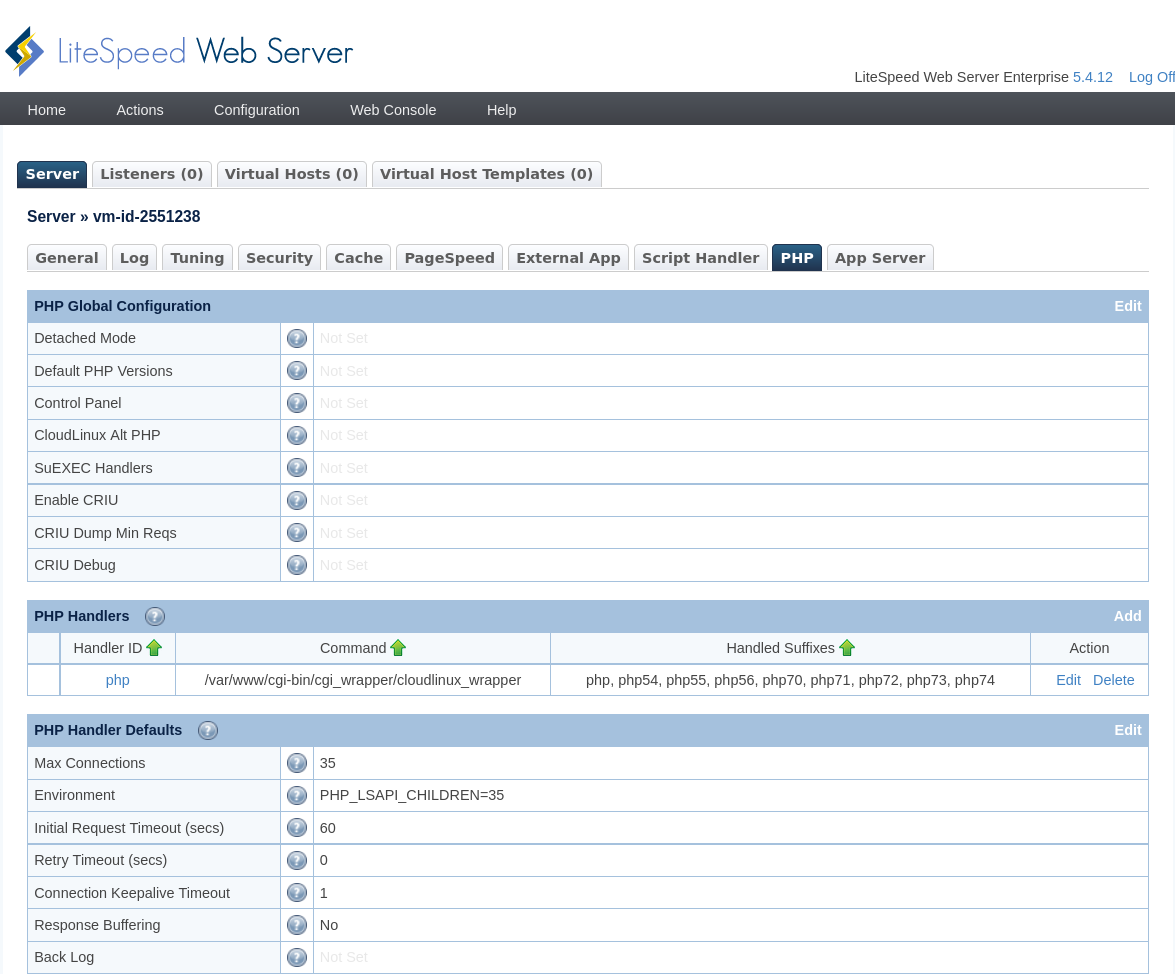 LiteSpeed Web Server
LiteSpeed Web Server Enterprise 5.4.12 Log Off
Home Actions Configuration Web Console Help
Server Listeners (0) Virtual Hosts (0) Virtual Host Templates (0)
Server » vm-id-2551238
General Log Tuning Security Cache PageSpeed External App Script Handler PHP App Server
PHP Global Configuration Edit
Detached Mode ? Not Set
Default PHP Versions ? Not Set
Control Panel ? Not Set
CloudLinux Alt PHP ? Not Set
SuEXEC Handlers ? Not Set
Enable CRIU ? Not Set
CRIU Dump Min Reqs ? Not Set
CRIU Debug ? Not Set
PHP Handlers ? Add
Handler ID Command Handled Suffixes Action
php /var/www/cgi-bin/cgi_wrapper/cloudlinux_wrapper php, php54, php55, php56, php70, php71, php72, php73, php74 Edit Delete
PHP Handler Defaults ? Edit
Max Connections ? 35
Environment ? PHP_LSAPI_CHILDREN=35
Initial Request Timeout (secs) ? 60
Retry Timeout (secs) ? 0
Connection Keepalive Timeout ? 1
Response Buffering ? No
Back Log ? Not Set